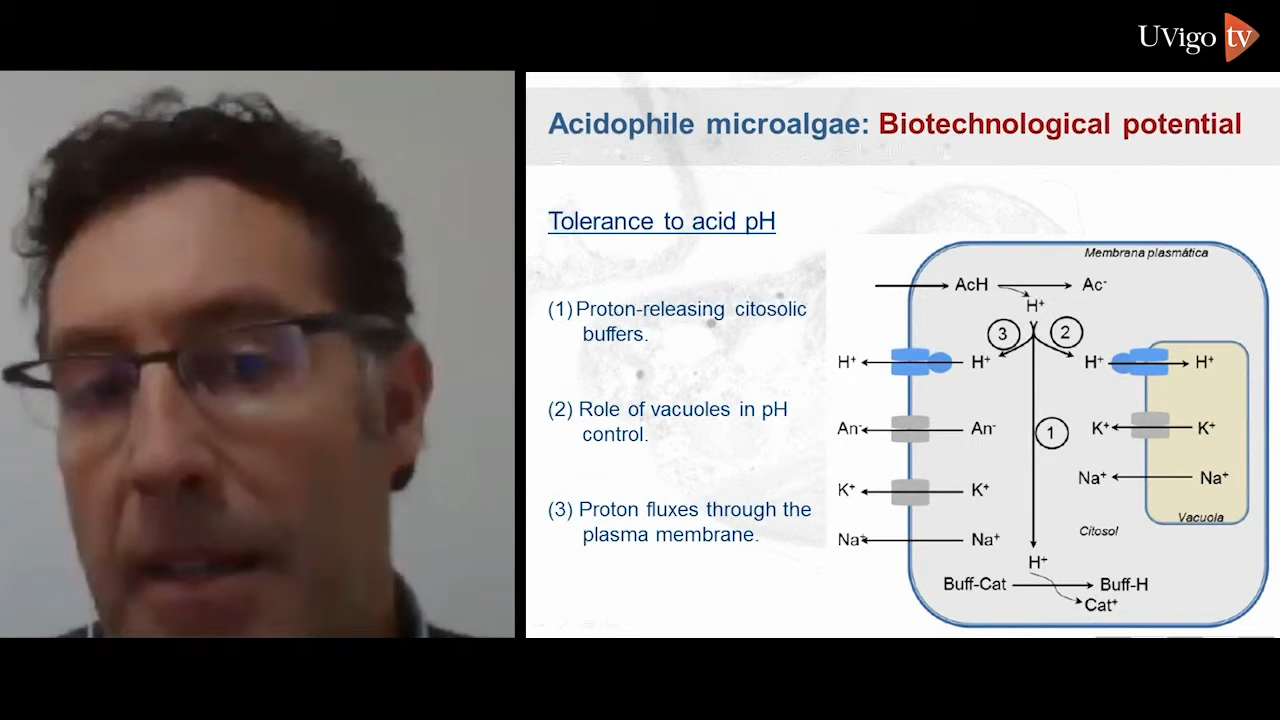 UVigo tv
Acidophile microalgae: Biotechnological potential
Tolerance to acid pH
(1) Proton-releasing citosolic
buffers.
(2) Role of vacuoles in pH
control.
(3) Proton fluxes through the
plasma membrane.
Membrana plasmática
AcH Ac-
H+
3 2
H+ H+ H+ H+
An- An- 1 K+ K+
K+ K+ Na+ Na+
Vacuola
Citosol
Na+ Na+
H+
Buff-Cat Buff-H
Cat+